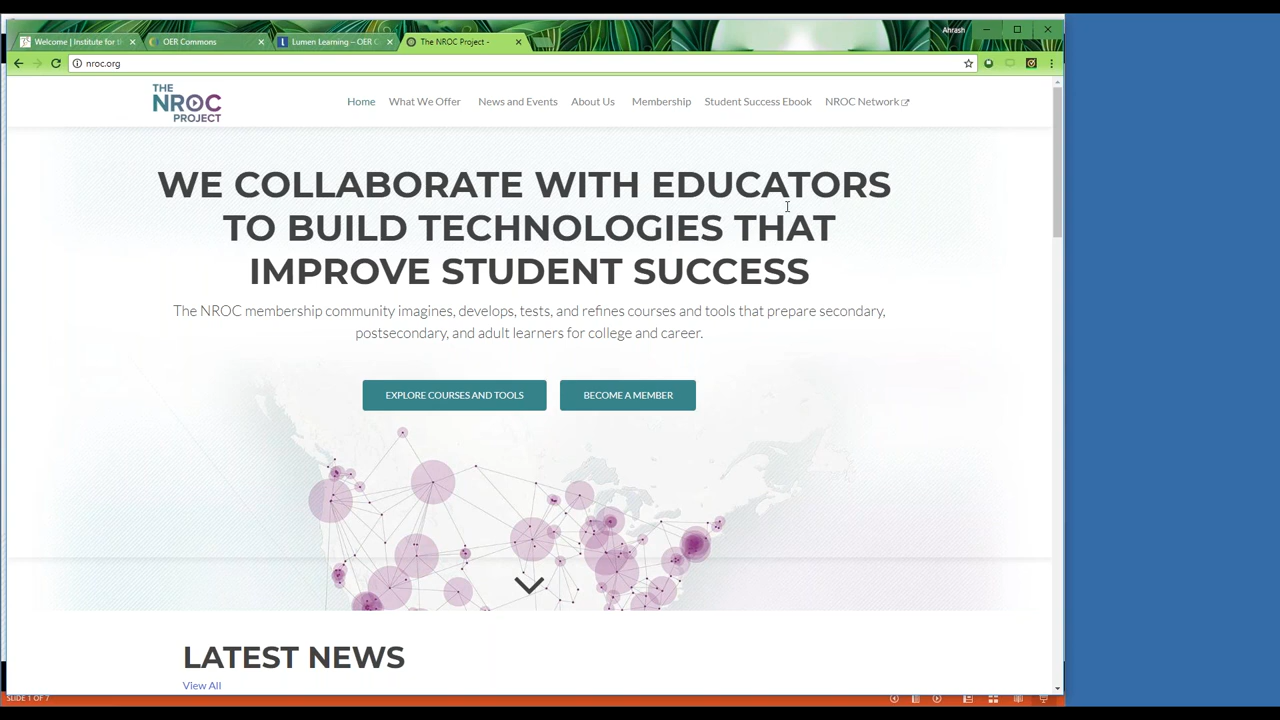 Ahrash
Welcome | Institute for th
OER Commons
Lumen Learning – OER C
The NROC Project -
nroc.org
THE
NROC
PROJECT
Home What We Offer News and Events About Us Membership Student Success Ebook NROC Network
WE COLLABORATE WITH EDUCATORS
TO BUILD TECHNOLOGIES THAT
IMPROVE STUDENT SUCCESS
The NROC membership community imagines, develops, tests, and refines courses and tools that prepare secondary,
postsecondary, and adult learners for college and career.
EXPLORE COURSES AND TOOLS BECOME A MEMBER
LATEST NEWS
View All
SLIDE 1 OF 7